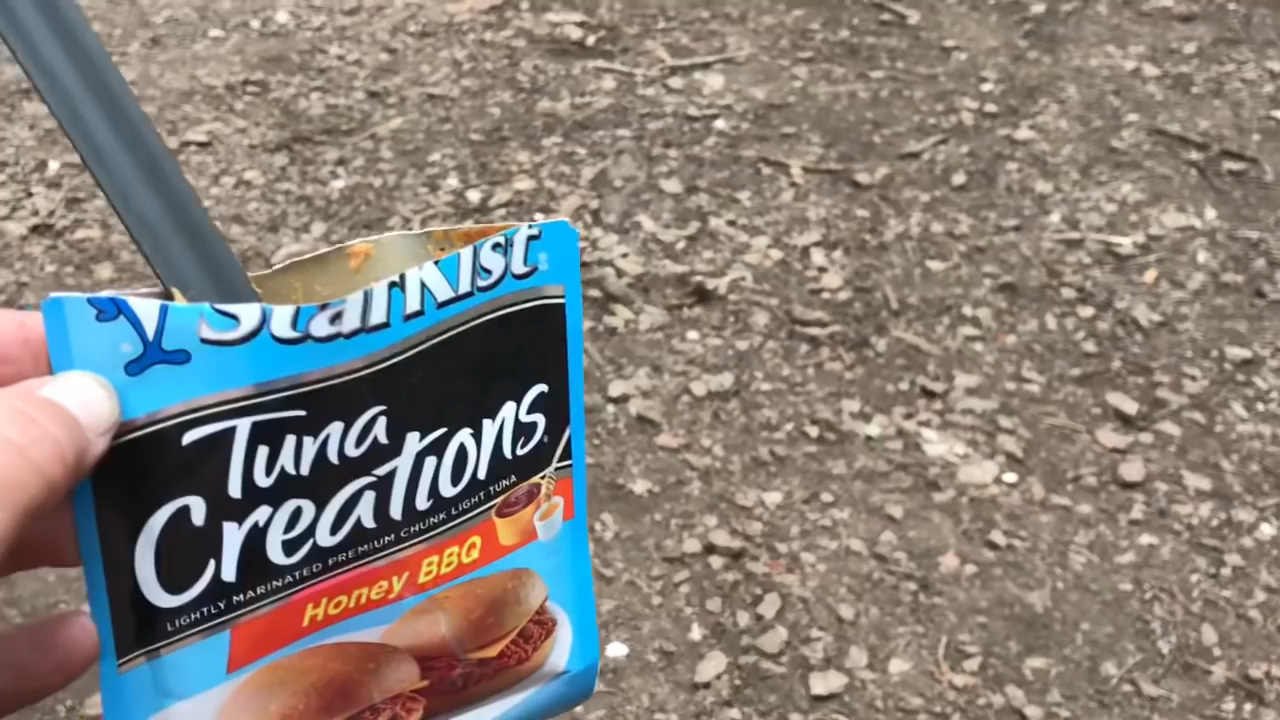 StarKist
Tuna
Creations
LIGHTLY MARINATED PREMIUM CHUNK LIGHT TUNA
Honey BBQ